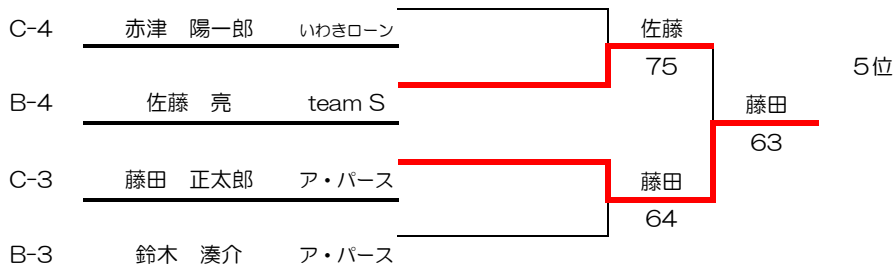 C-4 赤津 陽一郎 いわきローン 佐藤
75 5位
B-4 佐藤 亮 team S 藤田
63
C-3 藤田 正太郎 ア・パース 藤田
64
B-3 鈴木 湊介 ア・パース